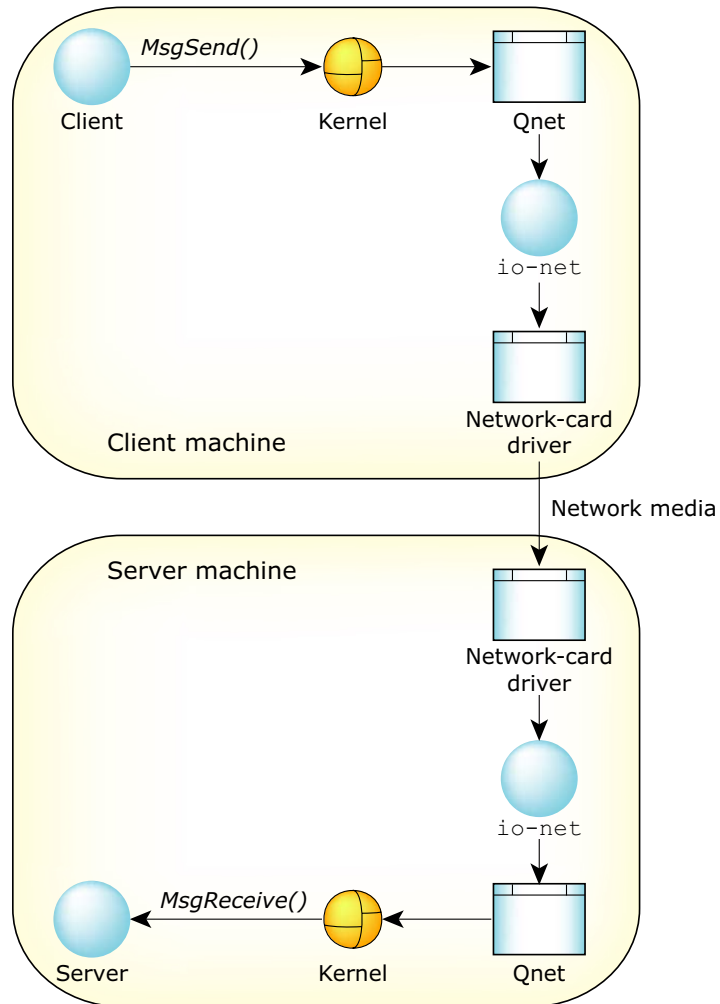 MsgSend()
Client
Kernel
Qnet
io-net
Network-card
driver
Client machine
Network media
Server machine
Network-card
driver
io-net
MsgReceive()
Server
Kernel
Qnet